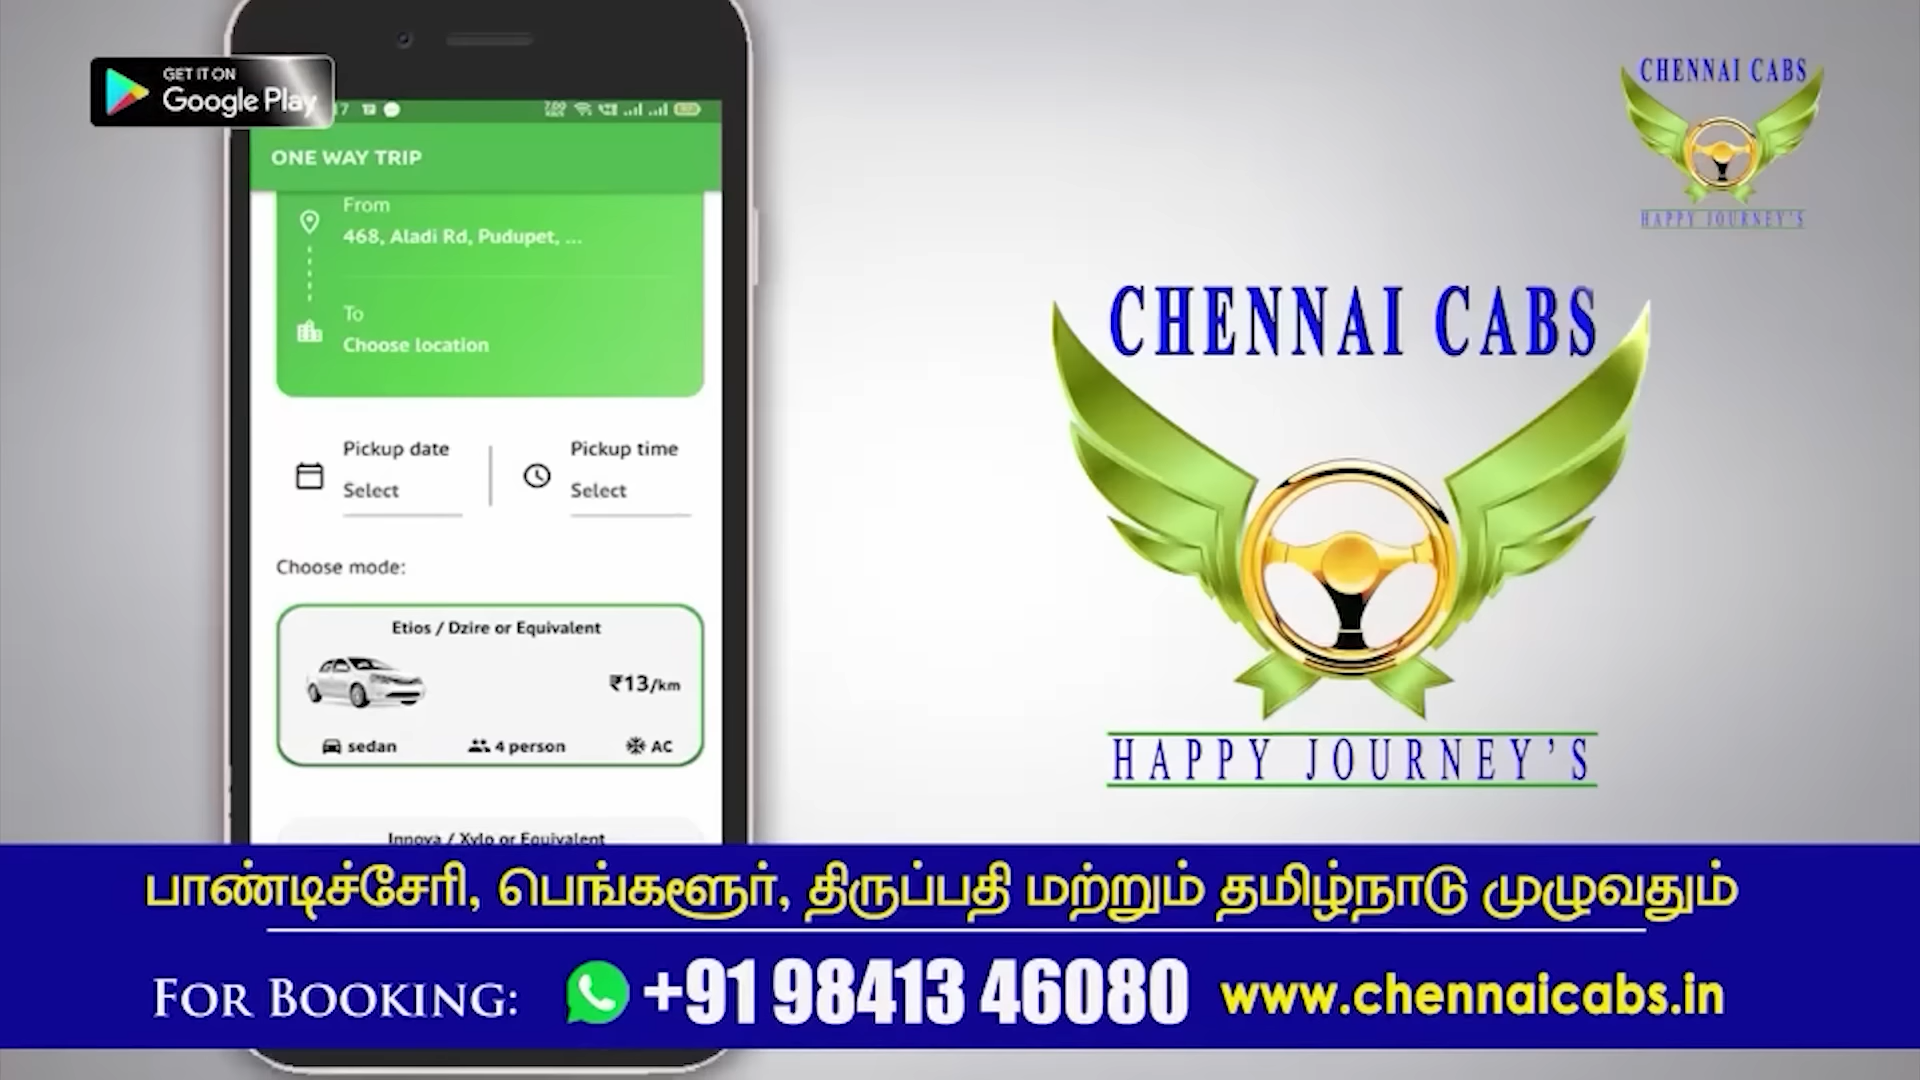 GET IT ON
Google Play
CHENNAI CABS
HAPPY JOURNEY'S
ONE WAY TRIP
From
468, Aladi Rd, Pudupet, ...
To
Choose location
Pickup date
Select
Pickup time
Select
Choose mode:
Etios / Dzire or Equivalent
₹13/km
sedan
4 person
AC
Innova / Xylo or Equivalent
CHENNAI CABS
HAPPY JOURNEY'S
பாண்டிச்சேரி, பெங்களூர், திருப்பதி மற்றும் தமிழ்நாடு முழுவதும்
FOR BOOKING: +91 98413 46080 www.chennaicabs.in